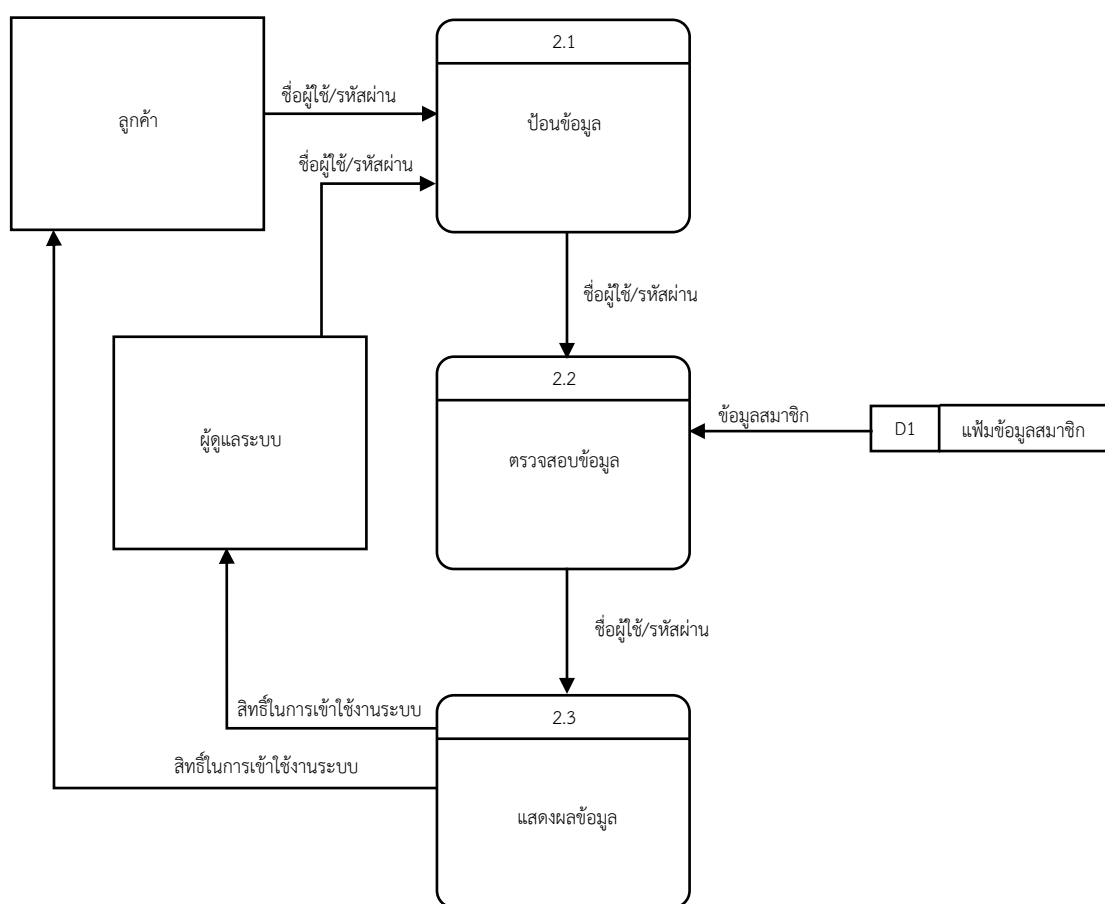 2.1
ลูกค้า
ชื่อผู้ใช้/รหัสผ่าน
ป้อนข้อมูล
ชื่อผู้ใช้/รหัสผ่าน
ชื่อผู้ใช้/รหัสผ่าน
2.2
ผู้ดูแลระบบ
ตรวจสอบข้อมูล
ข้อมูลสมาชิก
D1
แฟ้มข้อมูลสมาชิก
ชื่อผู้ใช้/รหัสผ่าน
สิทธิ์ในการเข้าใช้งานระบบ
2.3
สิทธิ์ในการเข้าใช้งานระบบ
แสดงผลข้อมูล